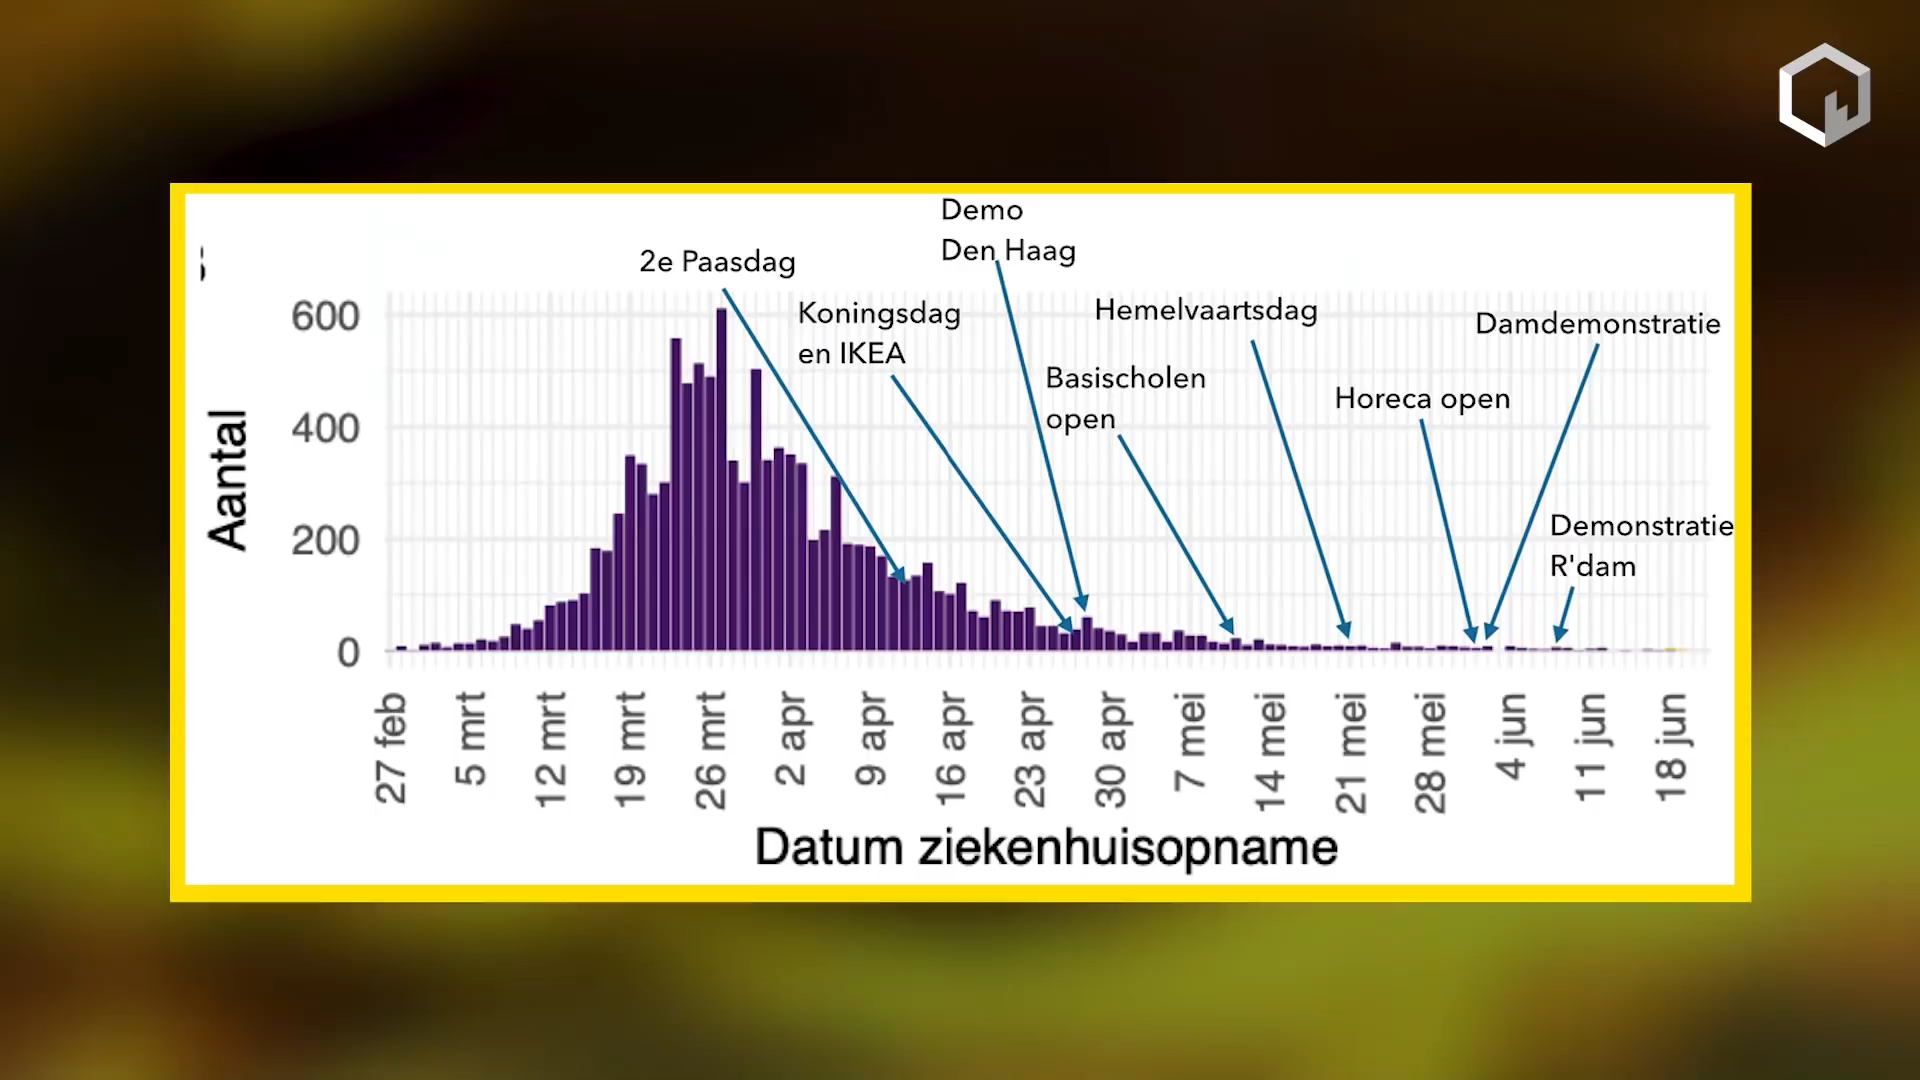 Demo
Den Haag
2e Paasdag
Koningsdag
en IKEA
Hemelvaartsdag
Damdemonstratie
Basischolen
open
Horeca open
Demonstratie
R'dam
Aantal
600
400
200
0
27 feb
5 mrt
12 mrt
19 mrt
26 mrt
2 apr
9 apr
16 apr
23 apr
30 apr
7 mei
14 mei
21 mei
28 mei
4 jun
11 jun
18 jun
Datum ziekenhuisopname